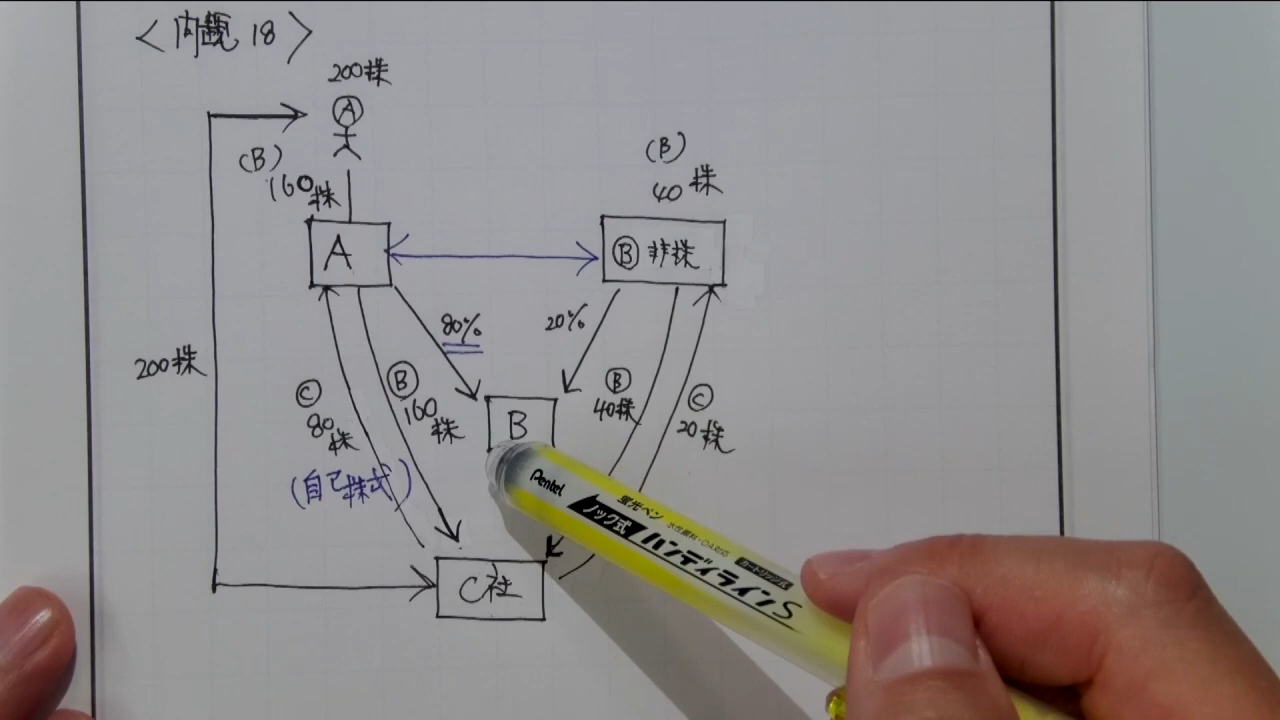 <問題 18>
200株
A
(B)
160株
(B)
40株
A
B 非株
80%
20%
200株
C
80株
(自己株式)
B
160株
B
B
40株
C
20株
Pentel
蛍光ペン
ノック式
ハンディラインS
C社